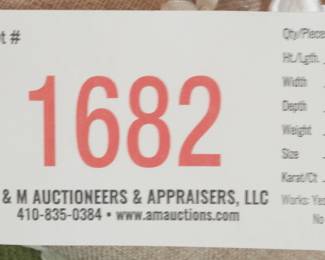 t #
1682
& M AUCTIONEERS & APPRAISERS, LLC
410-835-0384 • www.amauctions.com
Qty/Piece
Ht./Lgth.
Width
Depth
Weight
Size
Karat/Ct
Works: Yes
No